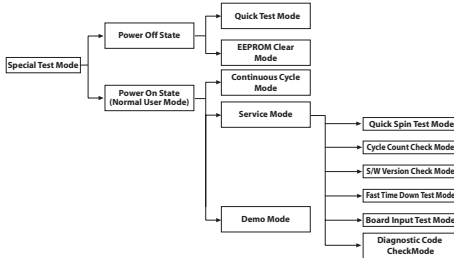 Quick Test Mode
Power Off State
EEPROM Clear
Mode
Special Test Mode
Continuous Cycle
Mode
Power On State
(Normal User Mode)
Service Mode
Quick Spin Test Mode
Cycle Count Check Mode
S/W Version Check Mode
Fast Time Down Test Mode
Demo Mode
Board Input Test Mode
Diagnostic Code
CheckMode